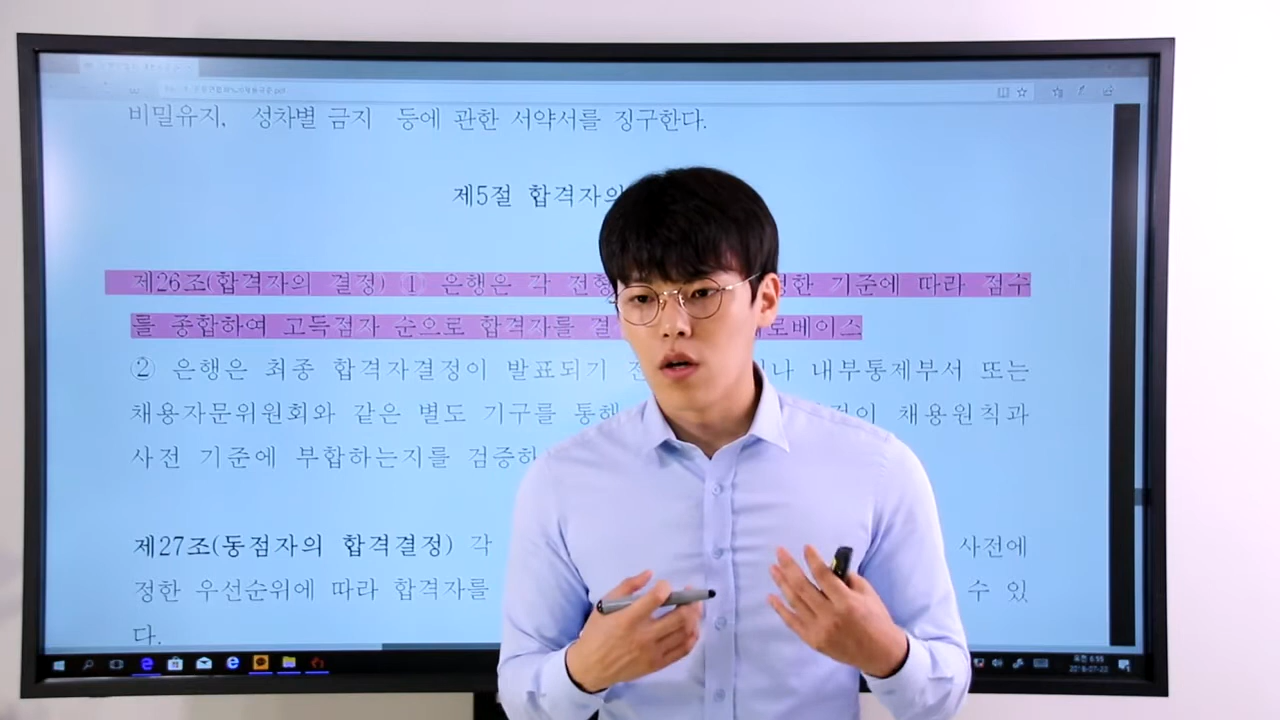 비밀유지, 성차별 금지 등에 관한 서약서를 징구한다.
제5절 합격자의
제26조(합격자의 결정) ① 은행은 각 전형 한 기준에 따라 점수
를 종합하여 고득점자 순으로 합격자를 결 로베이스
② 은행은 최종 합격자결정이 발표되기 전 나 내부통제부서 또는
채용자문위원회와 같은 별도 기구를 통해 이 채용원칙과
사전 기준에 부합하는지를 검증하
제27조(동점자의 합격결정) 각 사전에
정한 우선순위에 따라 합격자를 수 있
다.
오전 6:55
2018-07-22